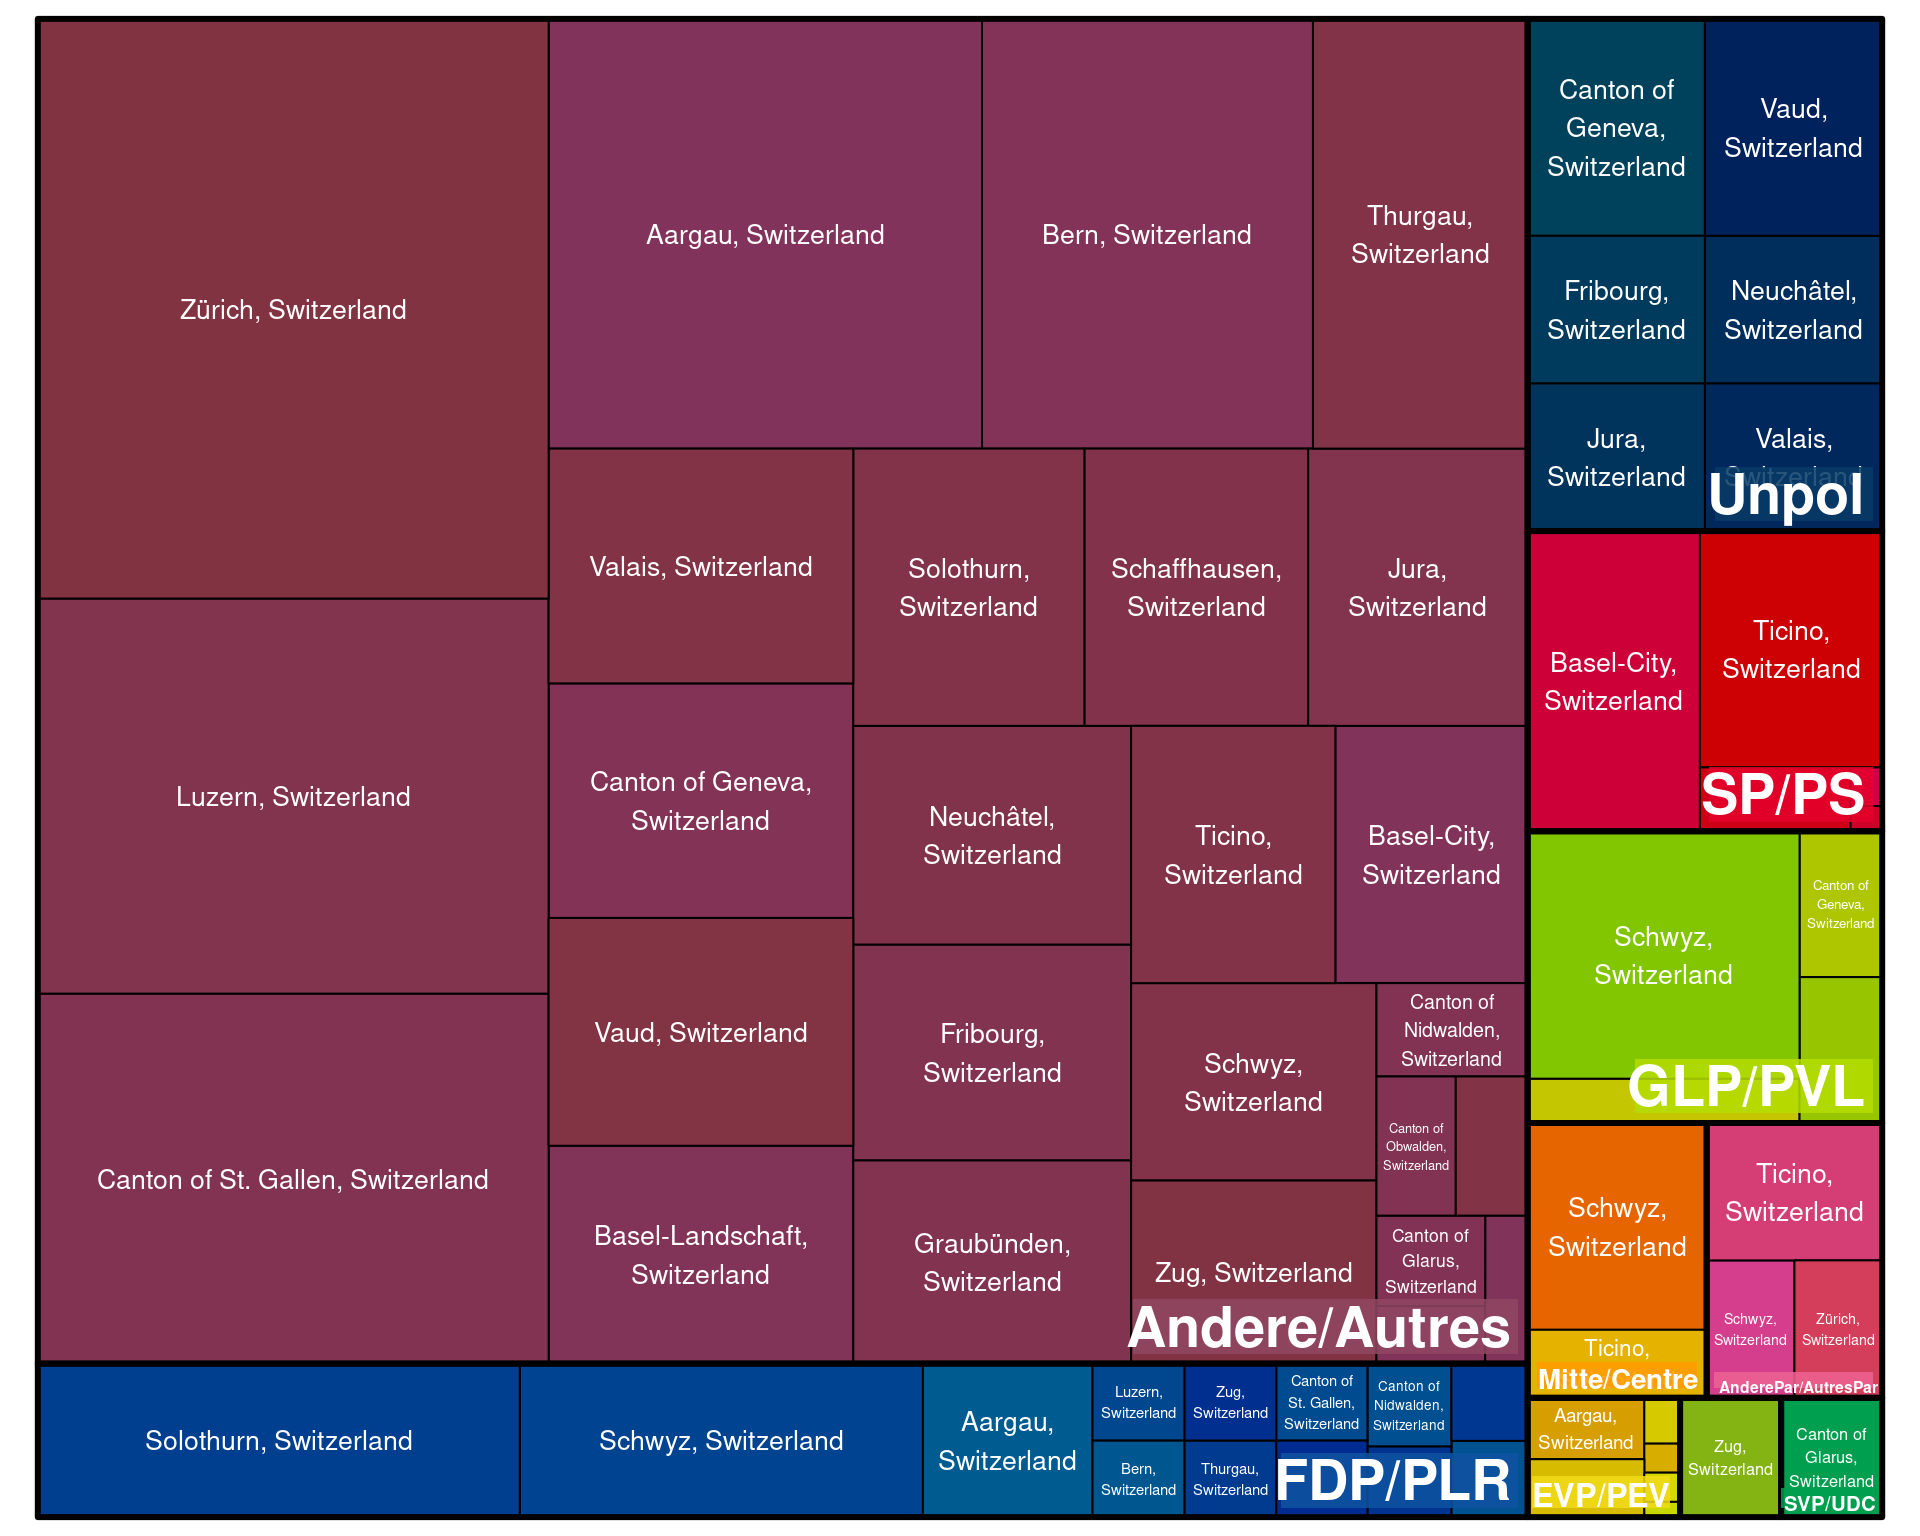 Zürich, Switzerland
Luzern, Switzerland
Canton of St. Gallen, Switzerland
Aargau, Switzerland
Bern, Switzerland
Thurgau,
Switzerland
Valais, Switzerland
Canton of Geneva,
Switzerland
Vaud, Switzerland
Basel-Landschaft,
Switzerland
Solothurn,
Switzerland
Schaffhausen,
Switzerland
Jura,
Switzerland
Neuchâtel,
Switzerland
Fribourg,
Switzerland
Graubünden,
Switzerland
Ticino,
Switzerland
Basel-City,
Switzerland
Schwyz,
Switzerland
Zug, Switzerland
Canton of
Nidwalden,
Switzerland
Canton of
Obwalden,
Switzerland
Canton of
Glarus,
Switzerland
Andere/Autres
Solothurn, Switzerland
Schwyz, Switzerland
Aargau,
Switzerland
Luzern,
Switzerland
Bern,
Switzerland
Zug,
Switzerland
Thurgau,
Switzerland
Canton of
St. Gallen,
Switzerland
Canton of
Nidwalden,
Switzerland
FDP/PLR
Canton of
Geneva,
Switzerland
Vaud,
Switzerland
Fribourg,
Switzerland
Neuchâtel,
Switzerland
Jura,
Switzerland
Valais,
Switzerland
Unpol
Basel-City,
Switzerland
Ticino,
Switzerland
SP/PS
Schwyz,
Switzerland
Canton of
Geneva,
Switzerland
GLP/PVL
Schwyz,
Switzerland
Ticino,
Mitte/Centre
Ticino,
Switzerland
Schwyz,
Switzerland
Zürich,
Switzerland
AnderePar/AutresPar
Aargau,
Switzerland
EVP/PEV
Zug,
Switzerland
Canton of
Glarus,
Switzerland
SVP/UDC